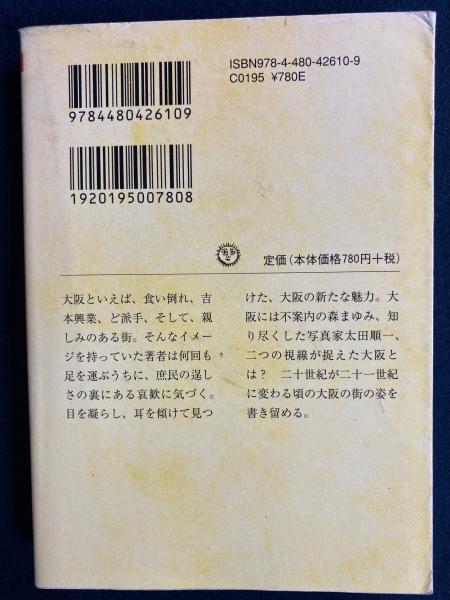 ISBN978-4-480-42610-9
C0195 ¥780E
9784480426109
1920195007808
定価(本体価格780円+税)
大阪といえば、食い倒れ、吉
本興業、ど派手、そして、親
しみのある街。そんなイメー
ジを持っていた著者は何回も
足を運ぶうちに、庶民の逞し
さの裏にある哀歓に気づく。
目を凝らし、耳を傾けて見つ
けた、大阪の新たな魅力。大
阪には不案内の森まゆみ、知
り尽くした写真家太田順一、
二つの視線が捉えた大阪と
は? 二十世紀が二十一世紀
に変わる頃の大阪の街の姿を
書き留める。